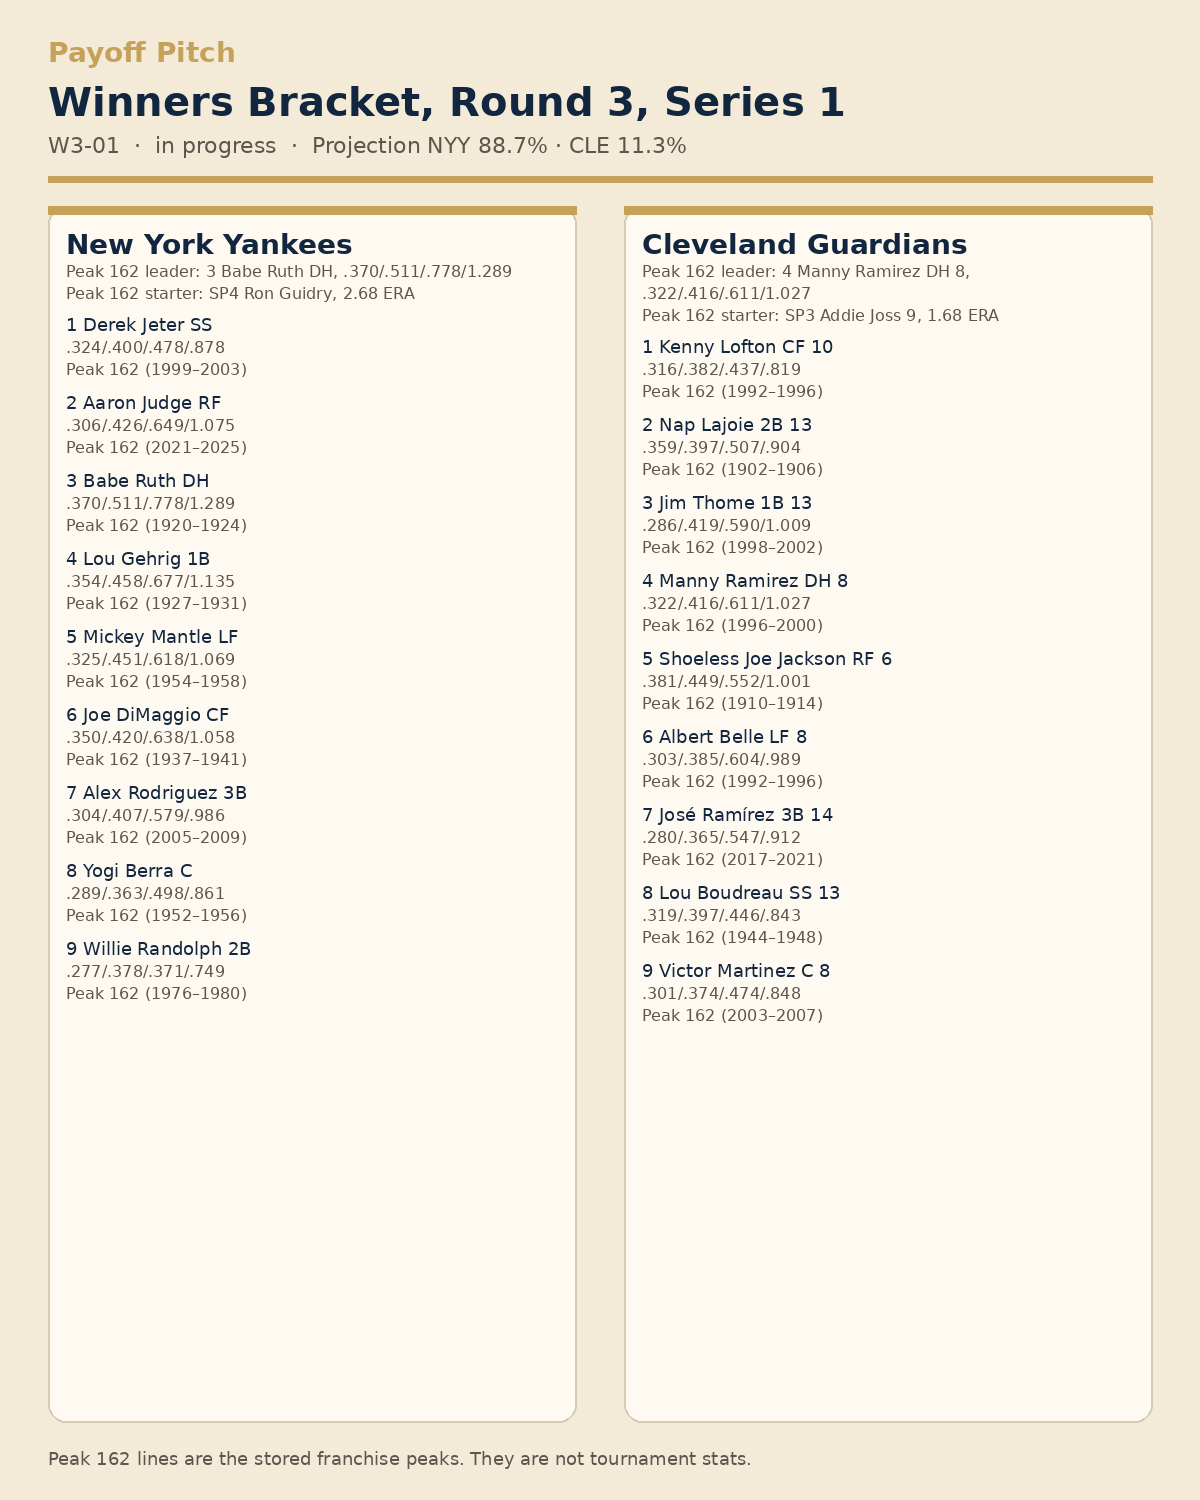 Payoff Pitch
Winners Bracket, Round 3, Series 1
W3-01 · in progress · Projection NYY 88.7% · CLE 11.3%
New York Yankees
Peak 162 leader: 3 Babe Ruth DH, .370/.511/.778/1.289
Peak 162 starter: SP4 Ron Guidry, 2.68 ERA
1 Derek Jeter SS
.324/.400/.478/.878
Peak 162 (1999–2003)
2 Aaron Judge RF
.306/.426/.649/1.075
Peak 162 (2021–2025)
3 Babe Ruth DH
.370/.511/.778/1.289
Peak 162 (1920–1924)
4 Lou Gehrig 1B
.354/.458/.677/1.135
Peak 162 (1927–1931)
5 Mickey Mantle LF
.325/.451/.618/1.069
Peak 162 (1954–1958)
6 Joe DiMaggio CF
.350/.420/.638/1.058
Peak 162 (1937–1941)
7 Alex Rodriguez 3B
.304/.407/.579/.986
Peak 162 (2005–2009)
8 Yogi Berra C
.289/.363/.498/.861
Peak 162 (1952–1956)
9 Willie Randolph 2B
.277/.378/.371/.749
Peak 162 (1976–1980)
Cleveland Guardians
Peak 162 leader: 4 Manny Ramirez DH 8,
.322/.416/.611/1.027
Peak 162 starter: SP3 Addie Joss 9, 1.68 ERA
1 Kenny Lofton CF 10
.316/.382/.437/.819
Peak 162 (1992–1996)
2 Nap Lajoie 2B 13
.359/.397/.507/.904
Peak 162 (1902–1906)
3 Jim Thome 1B 13
.286/.419/.590/1.009
Peak 162 (1998–2002)
4 Manny Ramirez DH 8
.322/.416/.611/1.027
Peak 162 (1996–2000)
5 Shoeless Joe Jackson RF 6
.381/.449/.552/1.001
Peak 162 (1910–1914)
6 Albert Belle LF 8
.303/.385/.604/.989
Peak 162 (1992–1996)
7 José Ramírez 3B 14
.280/.365/.547/.912
Peak 162 (2017–2021)
8 Lou Boudreau SS 13
.319/.397/.446/.843
Peak 162 (1944–1948)
9 Victor Martinez C 8
.301/.374/.474/.848
Peak 162 (2003–2007)
Peak 162 lines are the stored franchise peaks. They are not tournament stats.